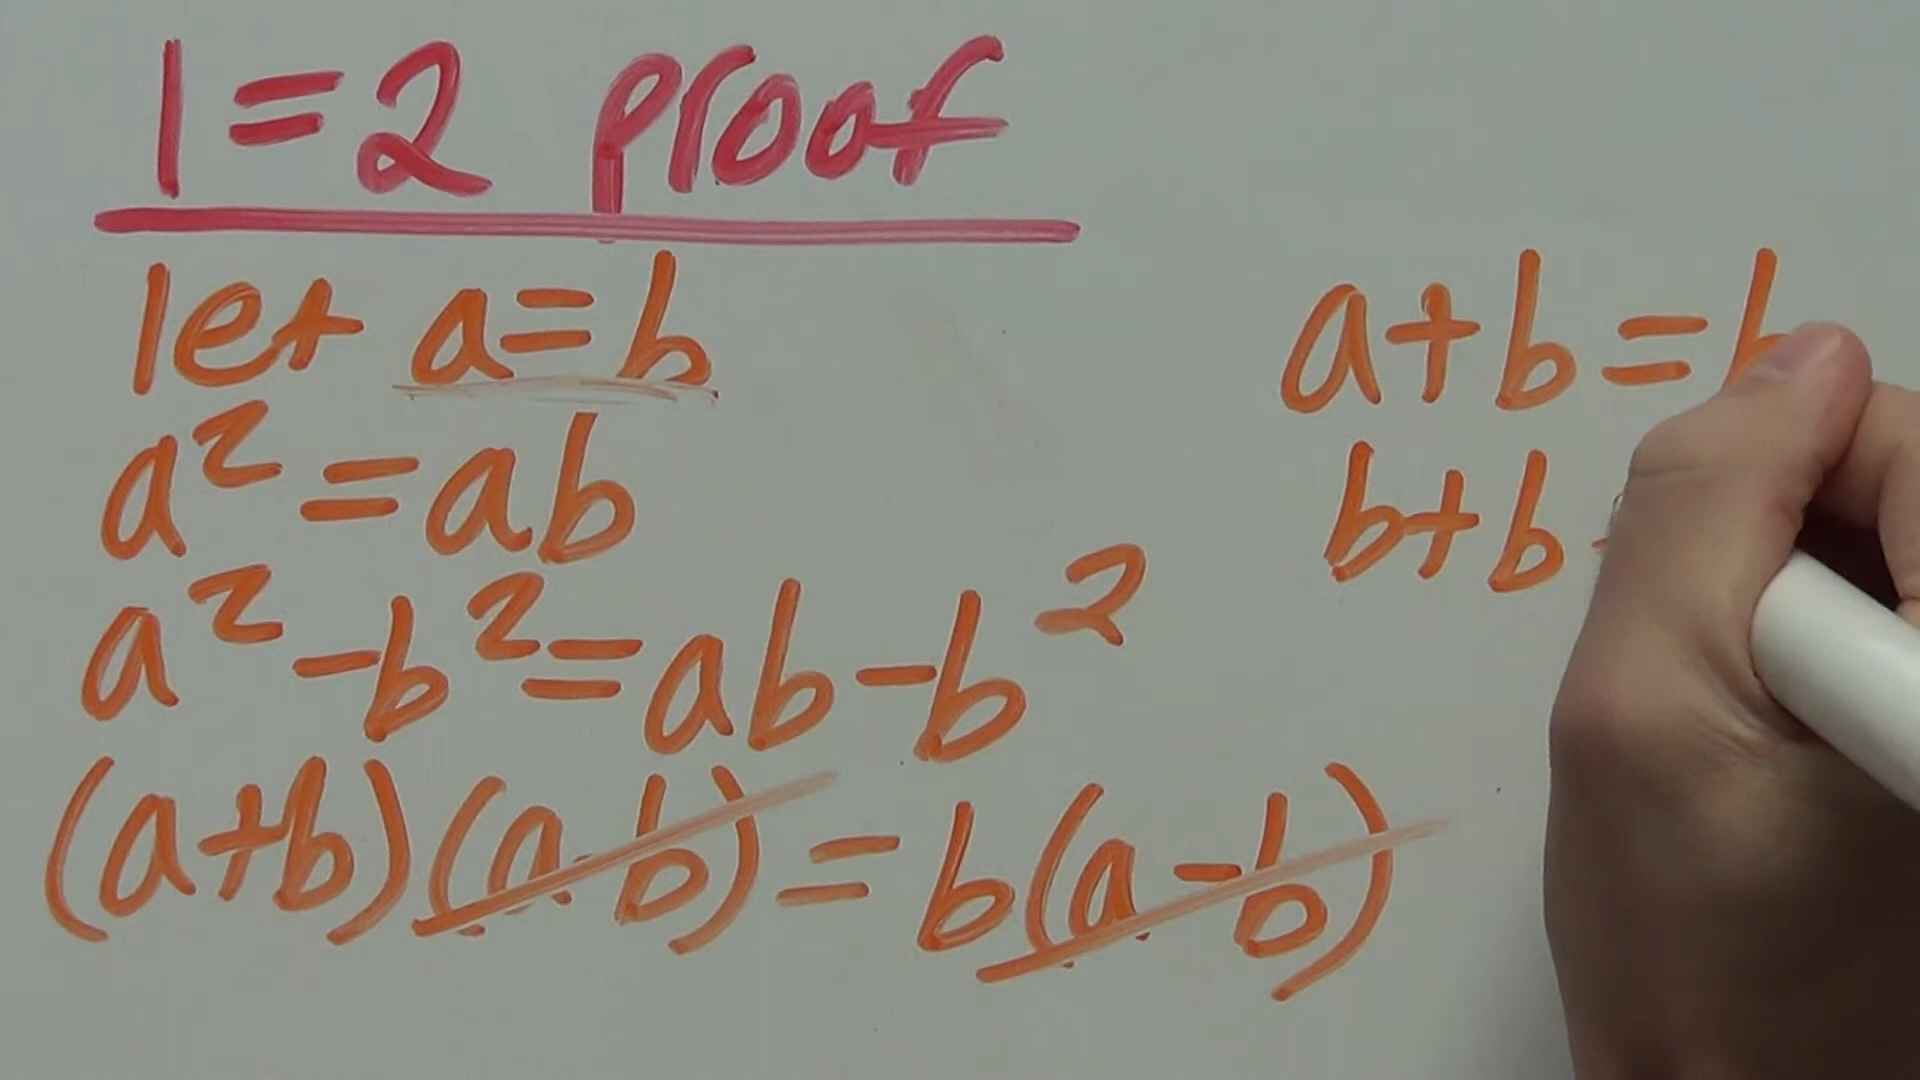 1=2 proof
let a=b
a²=ab
a²-b²=ab-b²
(a+b)(a-b)=b(a-b)
a+b=b
b+b